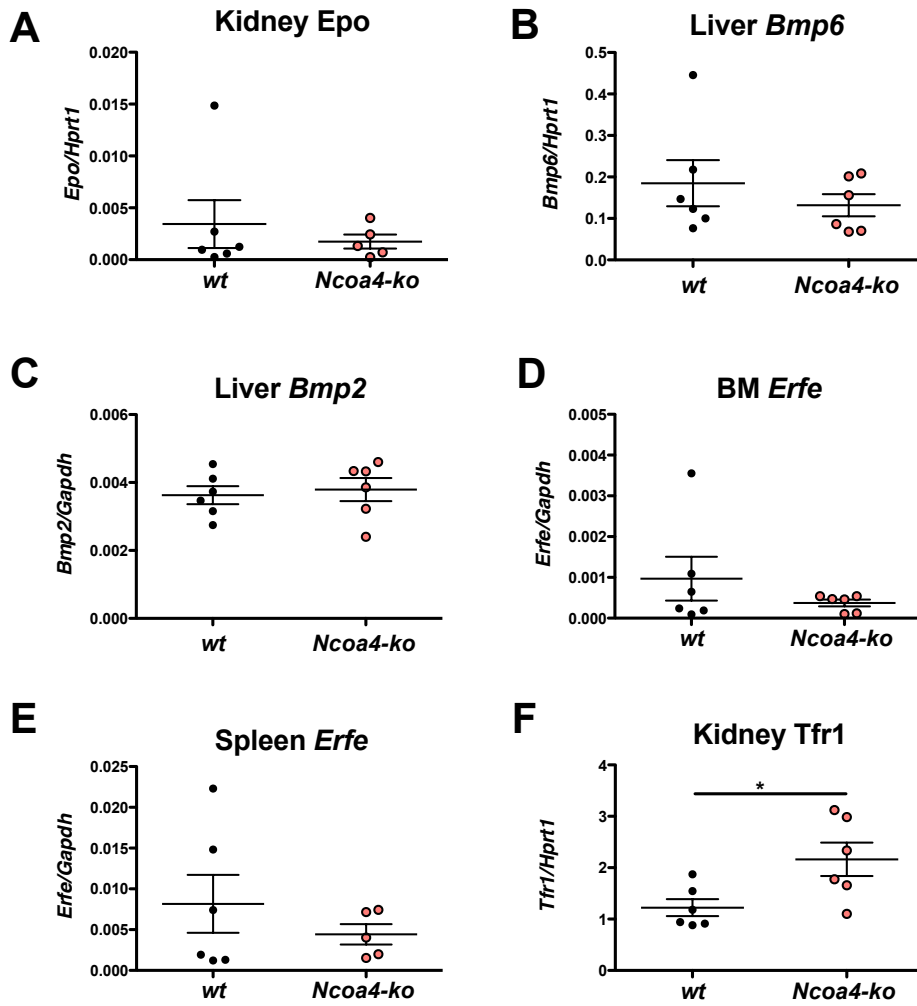 A
Kidney Epo
Epo/Hprt1
0.020
0.015
0.010
0.005
0.000
wt
Ncoa4-ko
B
Liver Bmp6
Bmp6/Hprt1
0.5
0.4
0.3
0.2
0.1
0.0
wt
Ncoa4-ko
C
Liver Bmp2
Bmp2/Gapdh
0.006
0.004
0.002
0.000
wt
Ncoa4-ko
D
BM Erfe
Erfe/Gapdh
0.005
0.004
0.003
0.002
0.001
0.000
wt
Ncoa4-ko
E
Spleen Erfe
Erfe/Gapdh
0.025
0.020
0.015
0.010
0.005
0.000
wt
Ncoa4-ko
F
Kidney Tfr1
Tfr1/Hprt1
4
3
2
1
0
*
wt
Ncoa4-ko